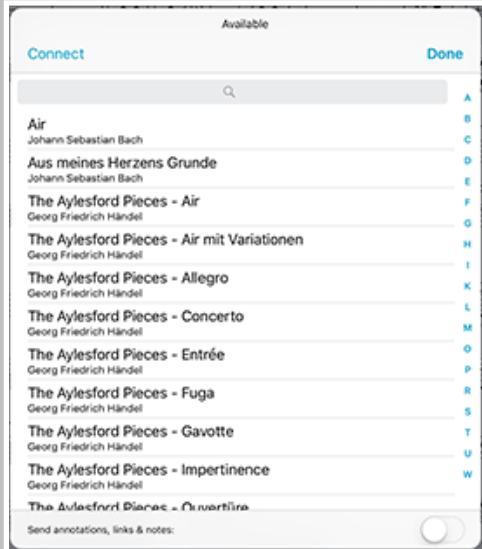 Available
Connect
Done
Air
Johann Sebastian Bach
Aus meines Herzens Grunde
Johann Sebastian Bach
The Aylesford Pieces - Air
Georg Friedrich Händel
The Aylesford Pieces - Air mit Variationen
Georg Friedrich Händel
The Aylesford Pieces - Allegro
Georg Friedrich Händel
The Aylesford Pieces - Concerto
Georg Friedrich Händel
The Aylesford Pieces - Entrée
Georg Friedrich Händel
The Aylesford Pieces - Fuga
Georg Friedrich Händel
The Aylesford Pieces - Gavotte
Georg Friedrich Händel
The Aylesford Pieces - Impertinence
Georg Friedrich Händel
The Aylesford Pieces - Ouvertüre
A
B
C
D
E
F
G
H
I
K
L
M
O
P
R
S
T
U
W
Send annotations, links & notes: